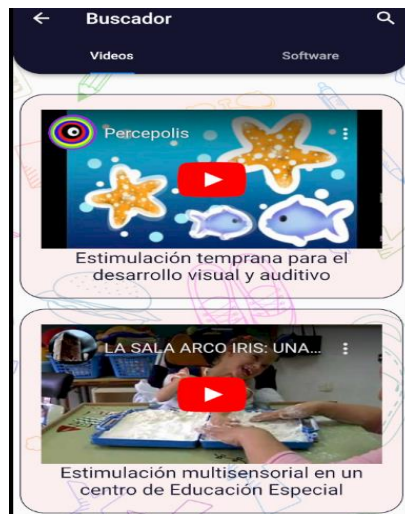 Buscador
Videos
Software
Percepolis
Estimulación temprana para el
desarrollo visual y auditivo
LA SALA ARCO IRIS: UNA...
Estimulación multisensorial en un
centro de Educación Especial